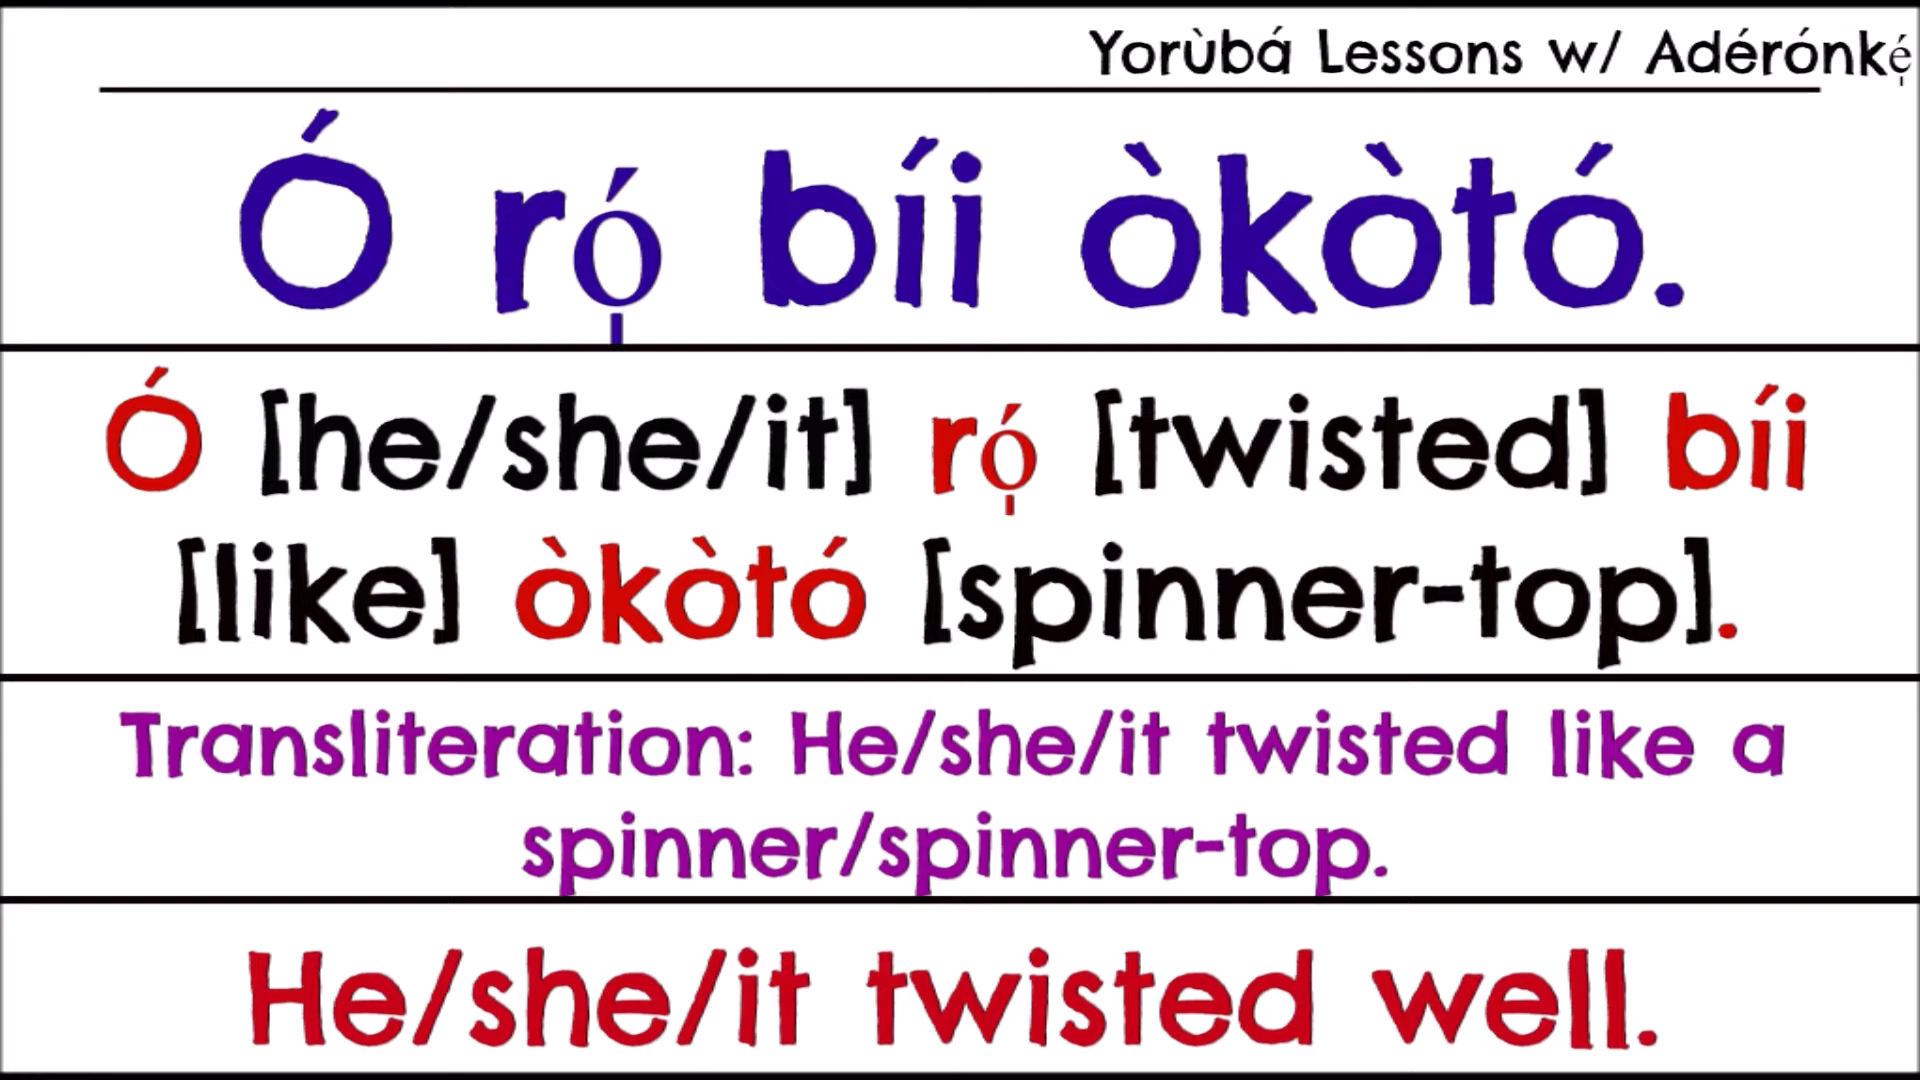 Yorùbá Lessons w/ Adérónkẹ́
Ó rọ́ bíi òkòtó.
Ó [he/she/it] rọ́ [twisted] bíi
[like] òkòtó [spinner-top].
Transliteration: He/she/it twisted like a
spinner/spinner-top.
He/she/it twisted well.